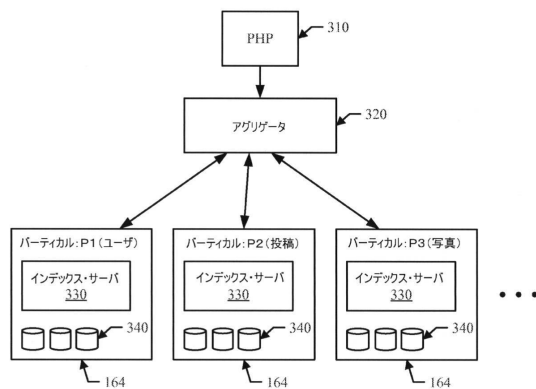 PHP
310
アグリゲータ
320
バーティカル:P1(ユーザ)
インデックス・サーバ
330
340
164
バーティカル:P2(投稿)
インデックス・サーバ
330
340
164
バーティカル:P3(写真)
インデックス・サーバ
330
340
164